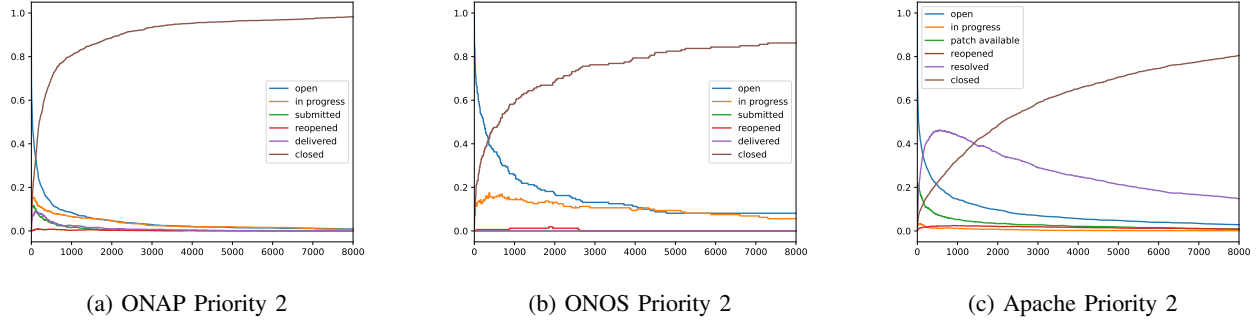 1.0
0.8
0.6
0.4
0.2
0.0
0 1000 2000 3000 4000 5000 6000 7000 8000
open
in progress
submitted
reopened
delivered
closed
(a) ONAP Priority 2
1.0
0.8
0.6
0.4
0.2
0.0
0 1000 2000 3000 4000 5000 6000 7000 8000
open
in progress
submitted
reopened
delivered
closed
(b) ONOS Priority 2
1.0
0.8
0.6
0.4
0.2
0.0
0 1000 2000 3000 4000 5000 6000 7000 8000
open
in progress
patch available
reopened
resolved
closed
(c) Apache Priority 2